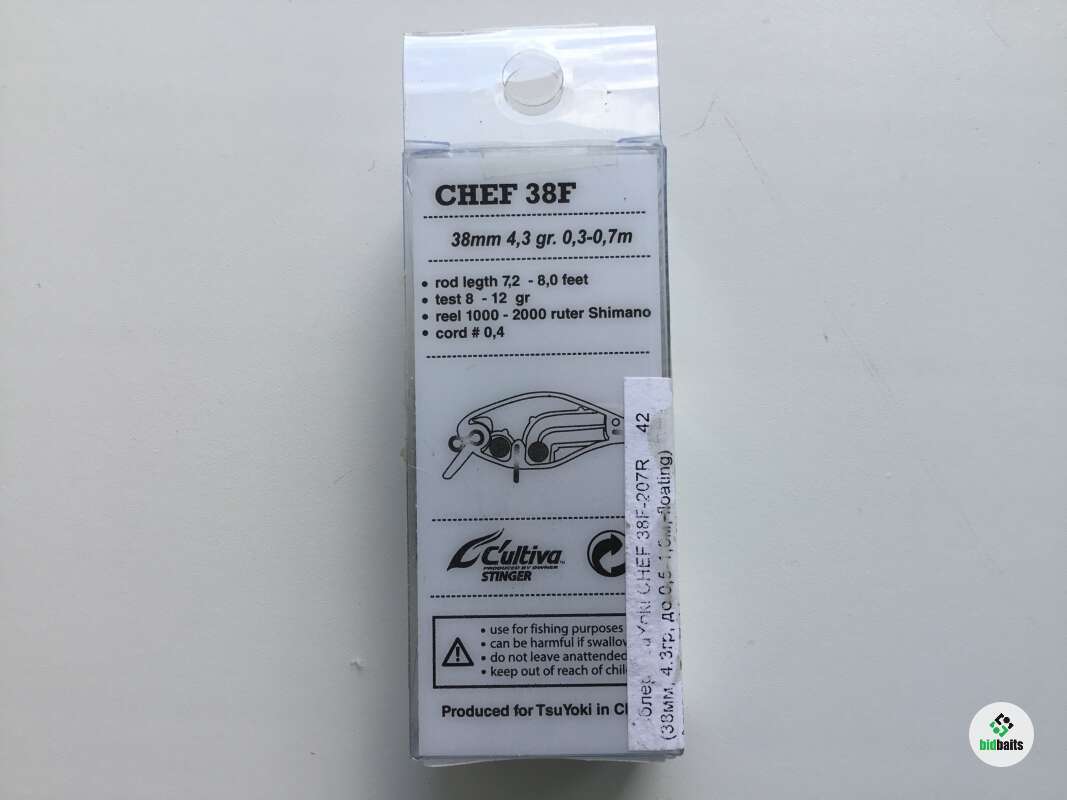 CHEF 38F
38mm 4,3 gr. 0,3-0,7m
• rod legth 7,2 - 8,0 feet
• test 8 - 12 gr
• reel 1000 - 2000 ruter Shimano
• cord # 0,4
C'ultiva™
PRODUCED BY OWNER
STINGER
• use for fishing purposes
• can be harmful if swallow
• do not leave anattended
• keep out of reach of chil
Produced for TsuYoki in C
CHEF 38F-207R 42
(38мм, 4.3гр, до 0,5-1,0м, floating)
bidbaits